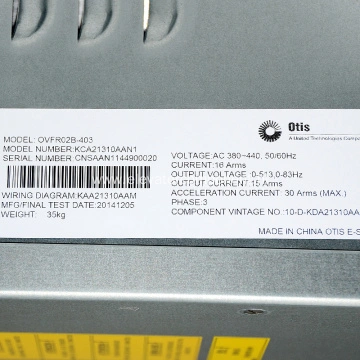 Otis
A United Technologies Compa
MODEL: OVFR02B-403
MODEL NUMBER:KCA21310AAN1
SERIAL NUMBER: CNSAAN1144900020
WIRING DIAGRAM:KAA21310AAM
MFG/FINAL TEST DATE:20141205
WEIGHT: 35kg
VOLTAGE:AC 380~440, 50/60Hz
CURRENT:16 Arms
OUTPUT VOLTAGE :0-513,0-83Hz
OUTPUT CURRENT:15 Arms
ACCELERATION CURRENT: 30 Arms (MAX.)
PHASE:3
COMPONENT VINTAGE NO.:10-D-KDA21310AA
MADE IN CHINA OTIS E-S